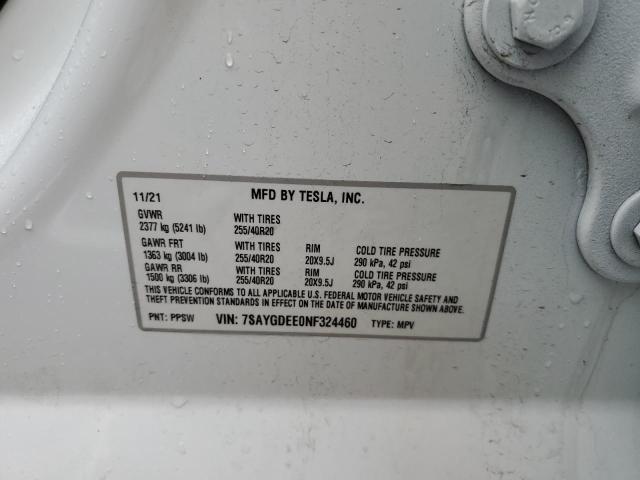 11/21 MFD BY TESLA, INC.
GVWR WITH TIRES
2377 kg (5241 lb) 255/40R20
GAWR FRT WITH TIRES RIM COLD TIRE PRESSURE
1363 kg (3004 lb) 255/40R20 20X9.5J 290 kPa, 42 psi
GAWR RR WITH TIRES RIM COLD TIRE PRESSURE
1500 kg (3306 lb) 255/40R20 20X9.5J 290 kPa, 42 psi
THIS VEHICLE CONFORMS TO ALL APPLICABLE U.S. FEDERAL MOTOR VEHICLE SAFETY AND
THEFT PREVENTION STANDARDS IN EFFECT ON THE DATE OF MANUFACTURE SHOWN ABOVE.
PNT: PPSW VIN: 7SAYGDEE0NF324460 TYPE: MPV